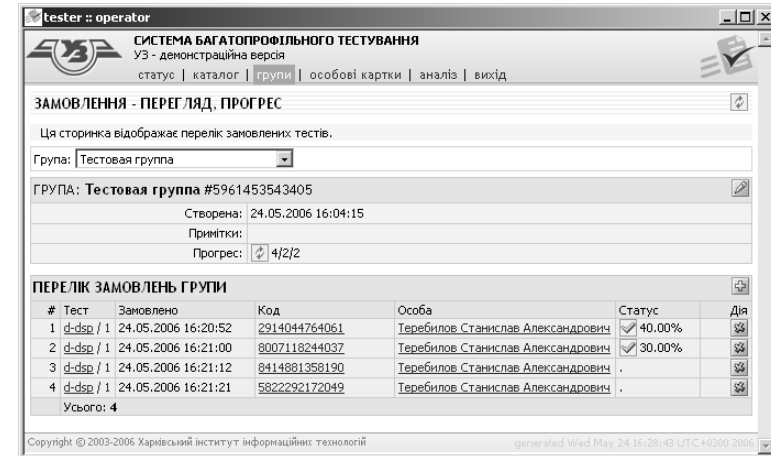 tester :: operator
УЗ
СИСТЕМА БАГАТОПРОФІЛЬНОГО ТЕСТУВАННЯ
УЗ - демонстраційна версія
статус | каталог | групи | особові картки | аналіз | вихід
ЗАМОВЛЕННЯ - ПЕРЕГЛЯД, ПРОГРЕС
Ця сторинка відображає перелік замовлених тестів.
Група: Тестовая группа
ГРУПА: Тестовая группа #5961453543405
Створена: 24.05.2006 16:04:15
Примітки:
Прогрес: 4/2/2
ПЕРЕЛІК ЗАМОВЛЕНЬ ГРУПИ
# Тест Замовлено Код Особа Статус Дія
1 d-dsp / 1 24.05.2006 16:20:52 2914044764061 Теребилов Станислав Александрович 40.00%
2 d-dsp / 1 24.05.2006 16:21:00 8007118244037 Теребилов Станислав Александрович 30.00%
3 d-dsp / 1 24.05.2006 16:21:12 8414881358190 Теребилов Станислав Александрович .
4 d-dsp / 1 24.05.2006 16:21:21 5822292172049 Теребилов Станислав Александрович .
Усього: 4
Copyright © 2003-2006 Харківський інститут інформаційних технологій generated Wed May 24 16:28:43 UTC+0300 2006